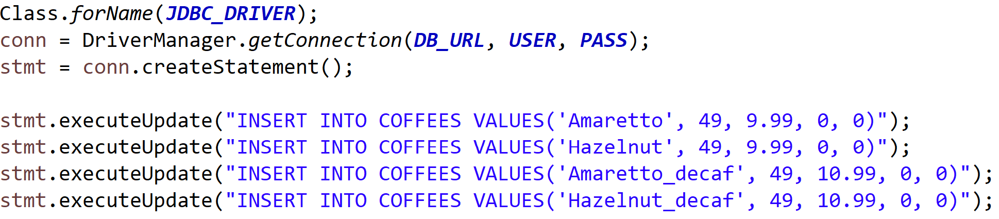 Class.forName(JDBC_DRIVER);
conn = DriverManager.getConnection(DB_URL, USER, PASS);
stmt = conn.createStatement();
stmt.executeUpdate("INSERT INTO COFFEES VALUES('Amaretto', 49, 9.99, 0, 0)");
stmt.executeUpdate("INSERT INTO COFFEES VALUES('Hazelnut', 49, 9.99, 0, 0)");
stmt.executeUpdate("INSERT INTO COFFEES VALUES('Amaretto_decaf', 49, 10.99, 0, 0)");
stmt.executeUpdate("INSERT INTO COFFEES VALUES('Hazelnut_decaf', 49, 10.99, 0, 0)");